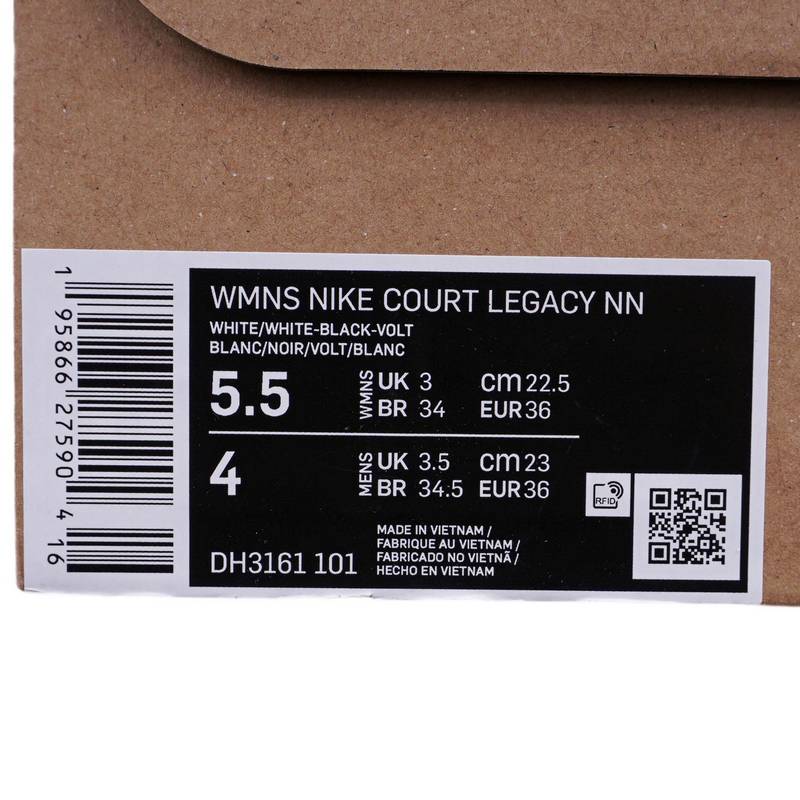 WMNS NIKE COURT LEGACY NN
WHITE/WHITE-BLACK-VOLT
BLANC/NOIR/VOLT/BLANC
5.5 WMNS UK 3 cm 22.5
BR 34 EUR 36
4 MENS UK 3.5 cm 23
BR 34.5 EUR 36
RFID
DH3161 101
MADE IN VIETNAM /
FABRIQUE AU VIETNAM /
FABRICADO NO VIETNÃ /
HECHO EN VIETNAM
1 95866 27590 4 16